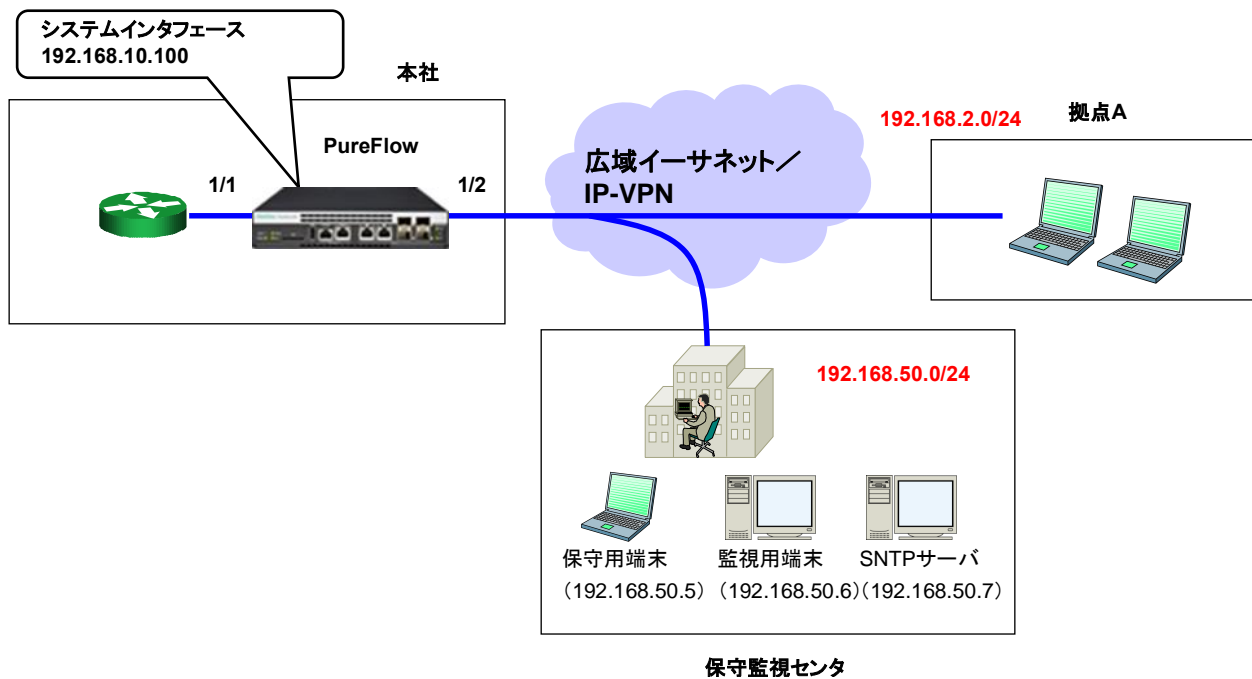 システムインタフェース
192.168.10.100
本社
PureFlow
1/1
1/2
広域イーサネット／
IP-VPN
192.168.2.0/24
拠点A
192.168.50.0/24
保守用端末
（192.168.50.5）
監視用端末
（192.168.50.6）
SNTPサーバ
（192.168.50.7）
保守監視センタ